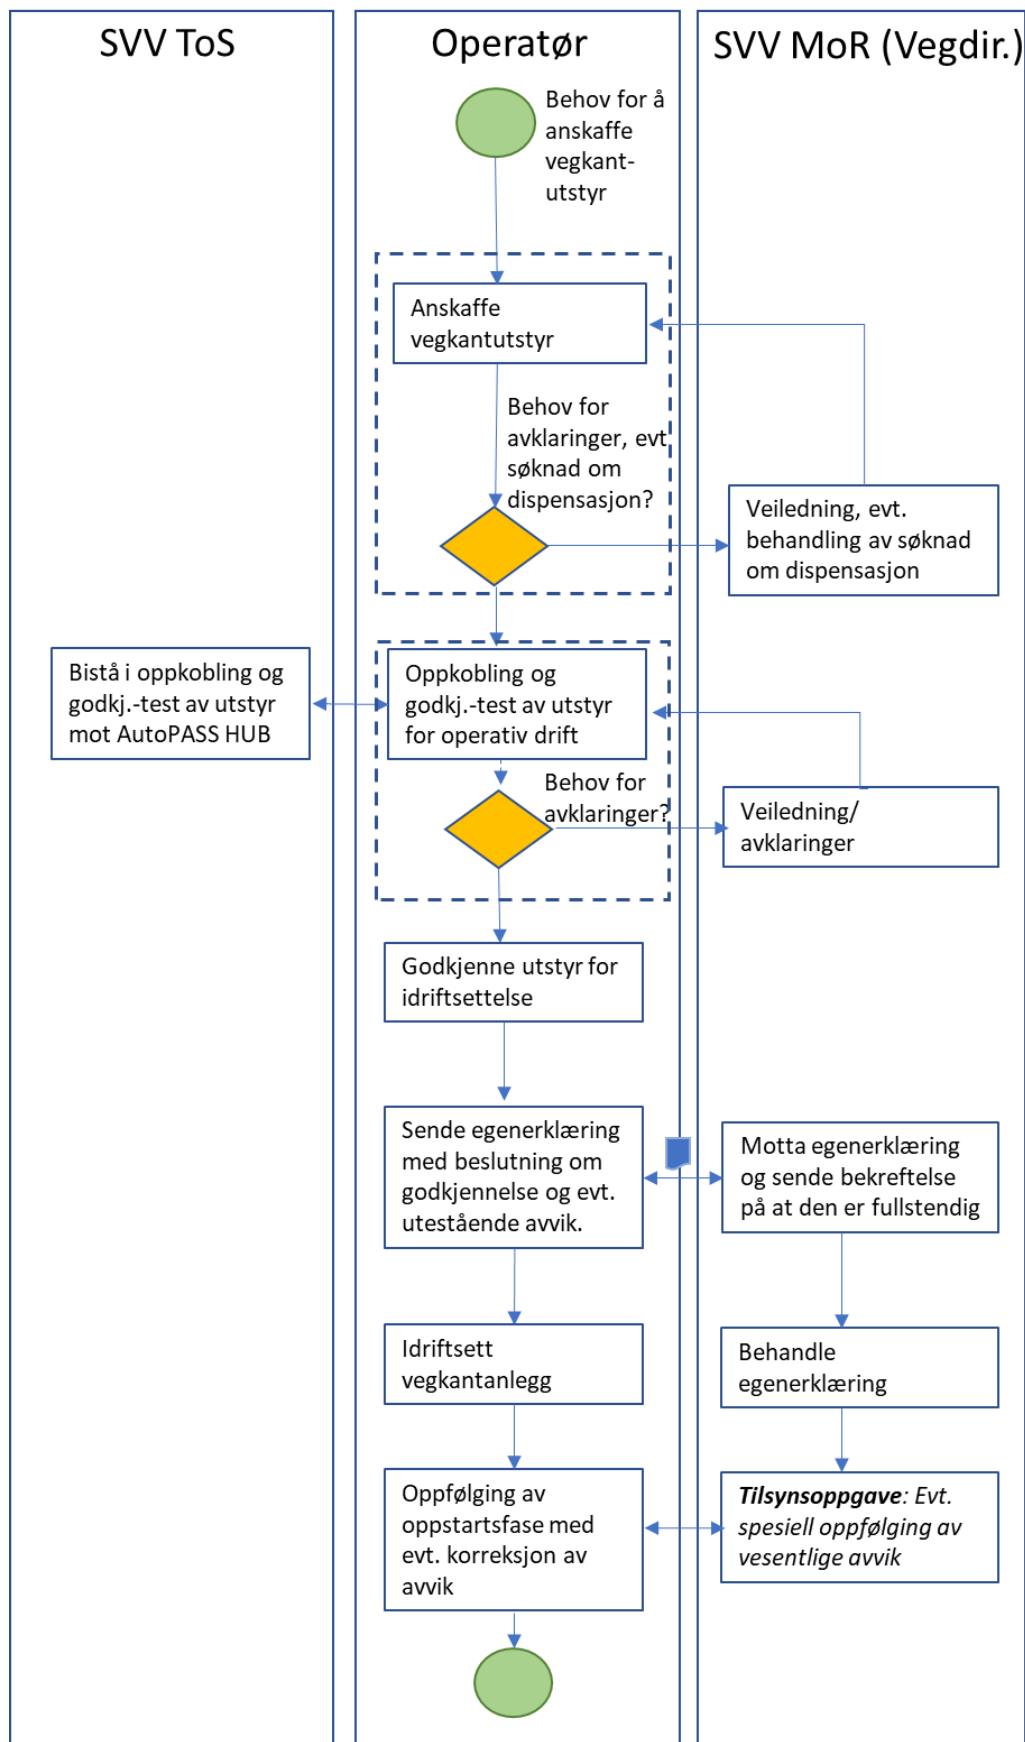 SVV ToS
Operatør
SVV MoR (Vegdir.)
Behov for å
anskaffe
vegkant-
utstyr
Anskaffe
vegkantutstyr
Behov for
avklaringer, evt
søknad om
dispensasjon?
Veiledning, evt.
behandling av søknad
om dispensasjon
Bistå i oppkobling og
godkj.-test av utstyr
mot AutoPASS HUB
Oppkobling og
godkj.-test av utstyr
for operativ drift
Behov for
avklaringer?
Veiledning/
avklaringer
Godkjenne utstyr for
idriftsettelse
Sende egenerklæring
med beslutning om
godkjennelse og evt.
utestående avvik.
Motta egenerklæring
og sende bekreftelse
på at den er fullstendig
Idriftsett
vegkantanlegg
Behandle
egenerklæring
Oppfølging av
oppstartsfase med
evt. korreksjon av
avvik
Tilsynsoppgave: Evt.
spesiell oppfølging av
vesentlige avvik